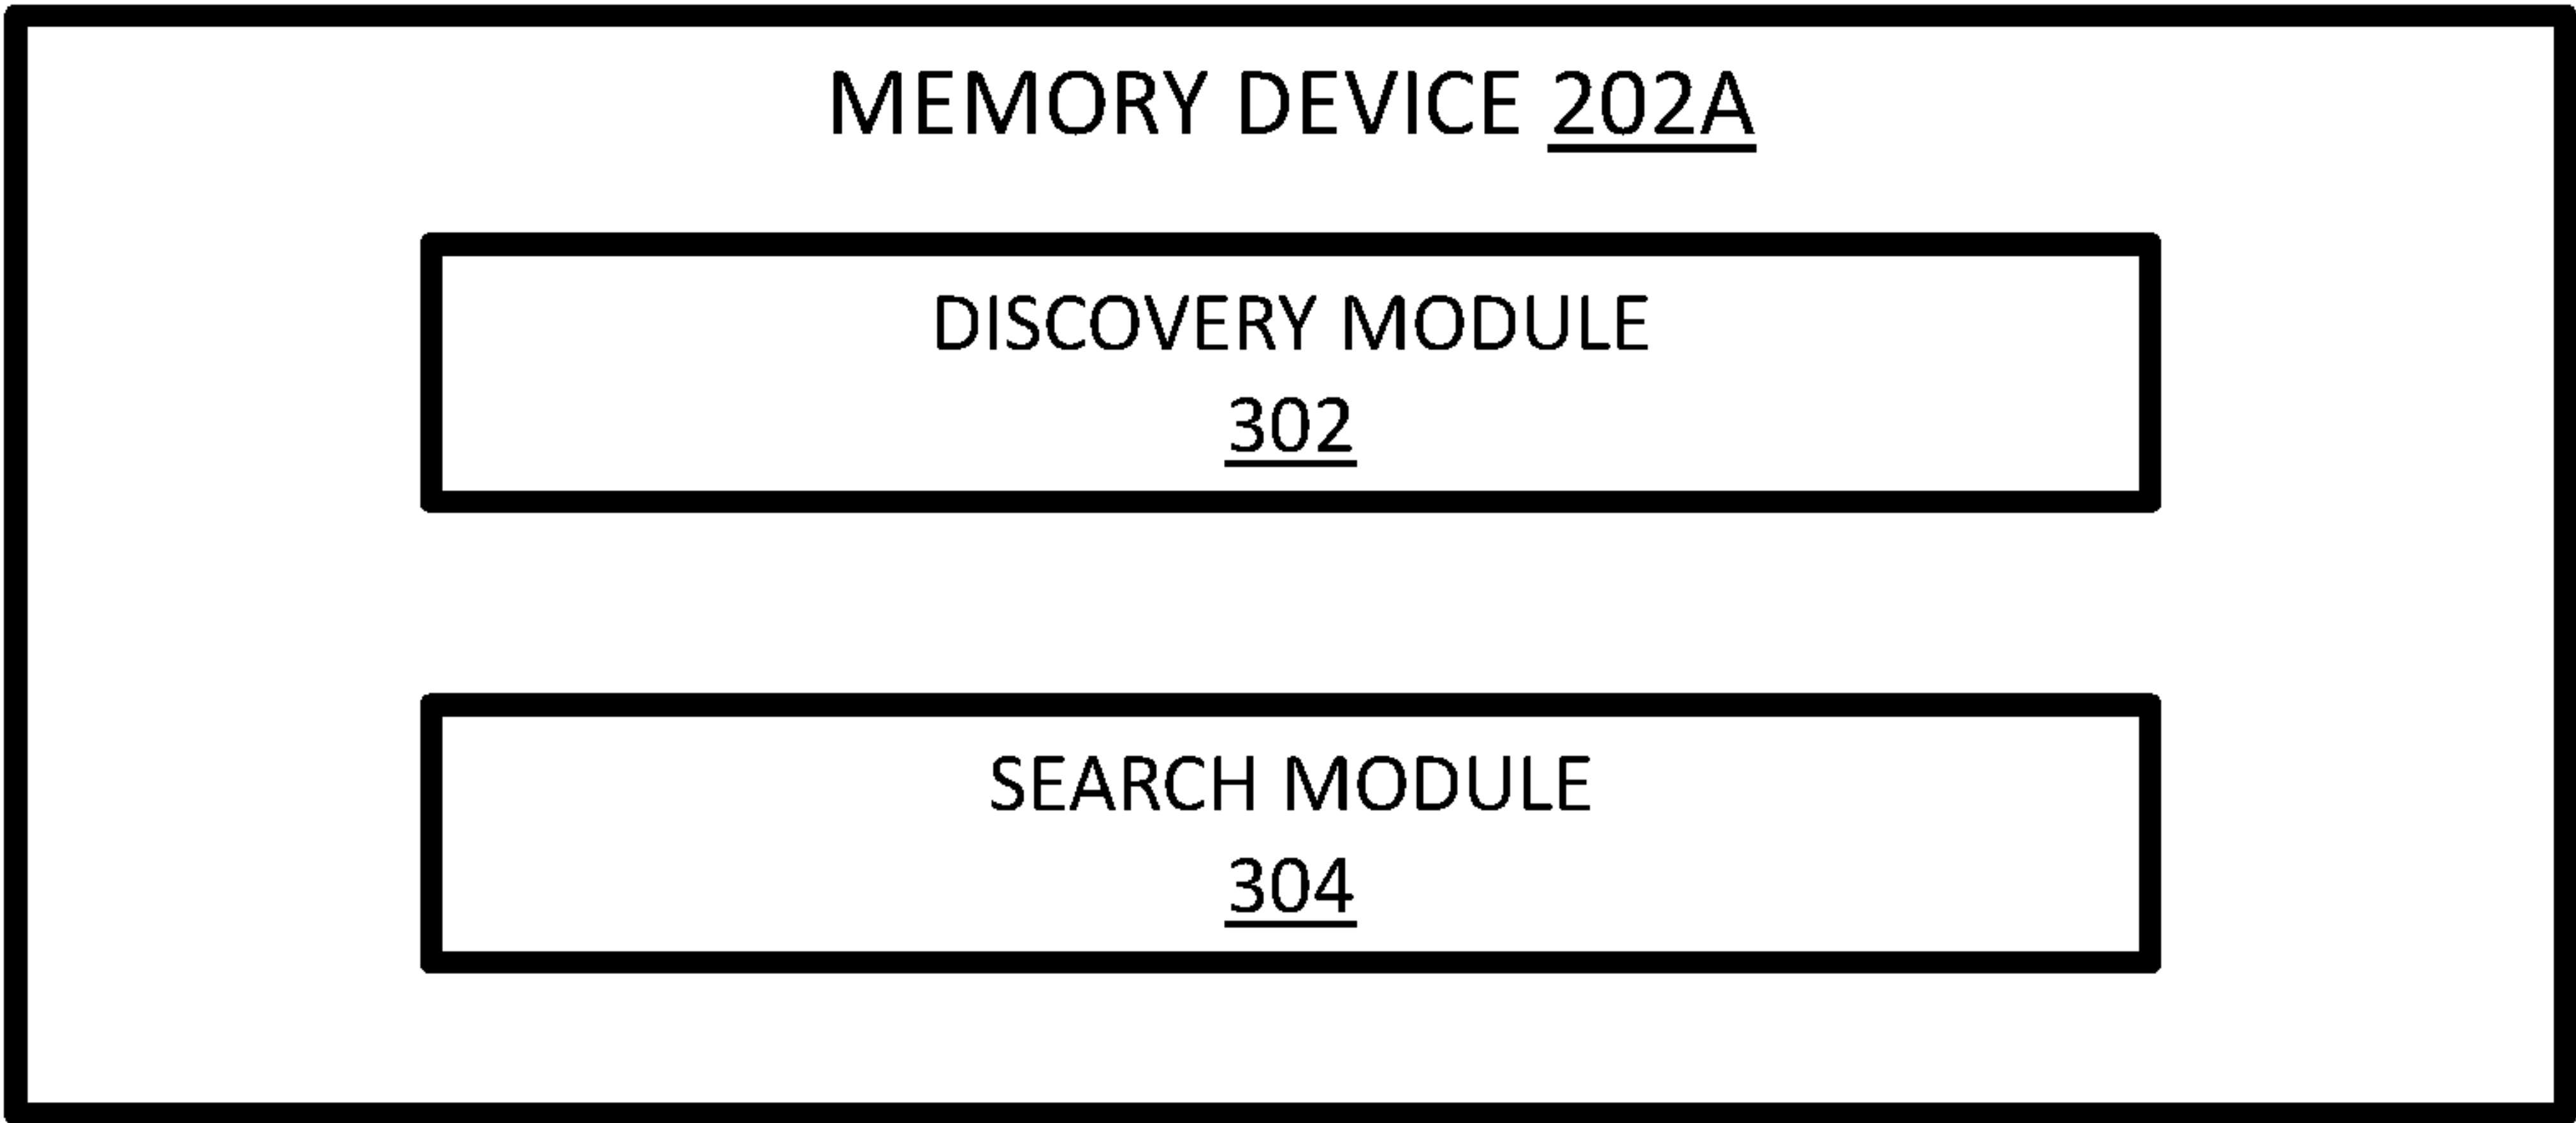 MEMORY DEVICE 202A
DISCOVERY MODULE
302
SEARCH MODULE
304